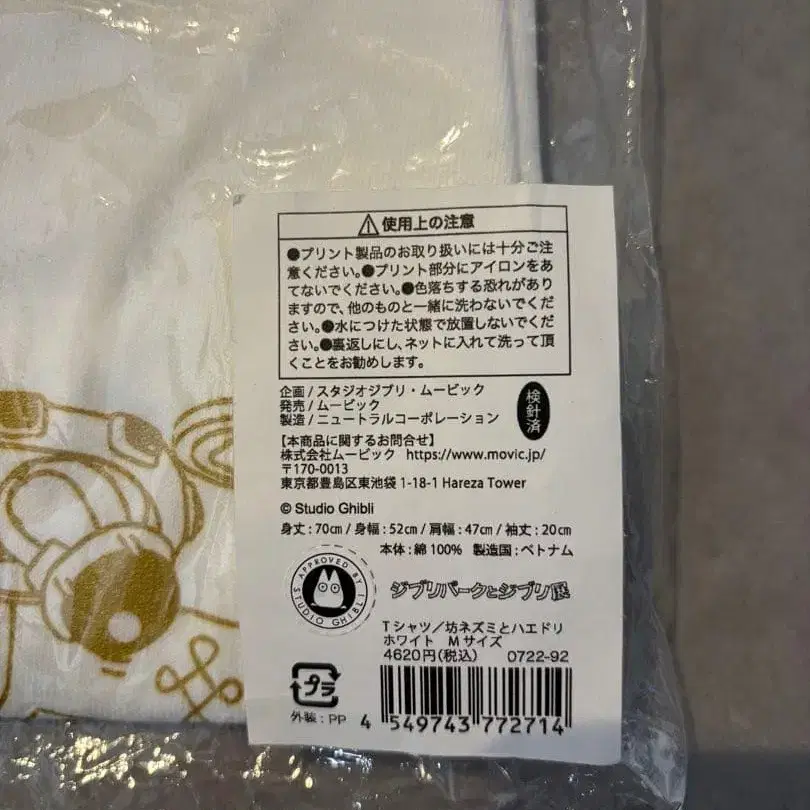 ⚠使用上の注意
●プリント製品のお取り扱いには十分ご注
意ください。●プリント部分にアイロンをあ
てないでください。●色落ちする恐れがあり
ますので、他のものと一緒に洗わないでくだ
さい。●水につけた状態で放置しないでくだ
さい。●裏返しにし、ネットに入れて洗って頂
くことをお勧めします。
企画/スタジオジブリ・ムービック
発売/ムービック
製造/ニュートラルコーポレーション
検針済
【本商品に関するお問合せ】
株式会社ムービック https://www.movic.jp/
〒170-0013
東京都豊島区東池袋 1-18-1 Hareza Tower
© Studio Ghibli
身丈:70㎝/身幅:52㎝/肩幅:47㎝/袖丈:20㎝
本体:綿100% 製造国:ベトナム
APPROVED BY STUDIO GHIBLI
ジブリパークとジブリ展
Tシャツ/坊ネズミとハエドリ
ホワイト Mサイズ
4620円(税込) 0722-92
プラ
外装:PP
4 549743 772714